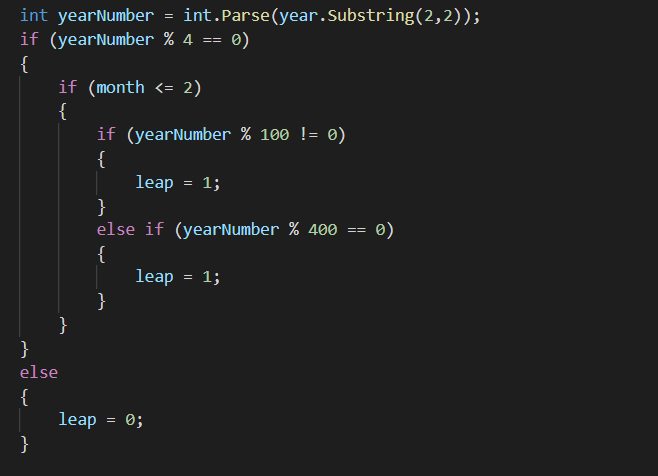 int yearNumber = int.Parse(year.Substring(2,2));
if (yearNumber % 4 == 0)
{
    if (month <= 2)
    {
        if (yearNumber % 100 != 0)
        {
            leap = 1;
        }
        else if (yearNumber % 400 == 0)
        {
            leap = 1;
        }
    }
}
else
{
    leap = 0;
}